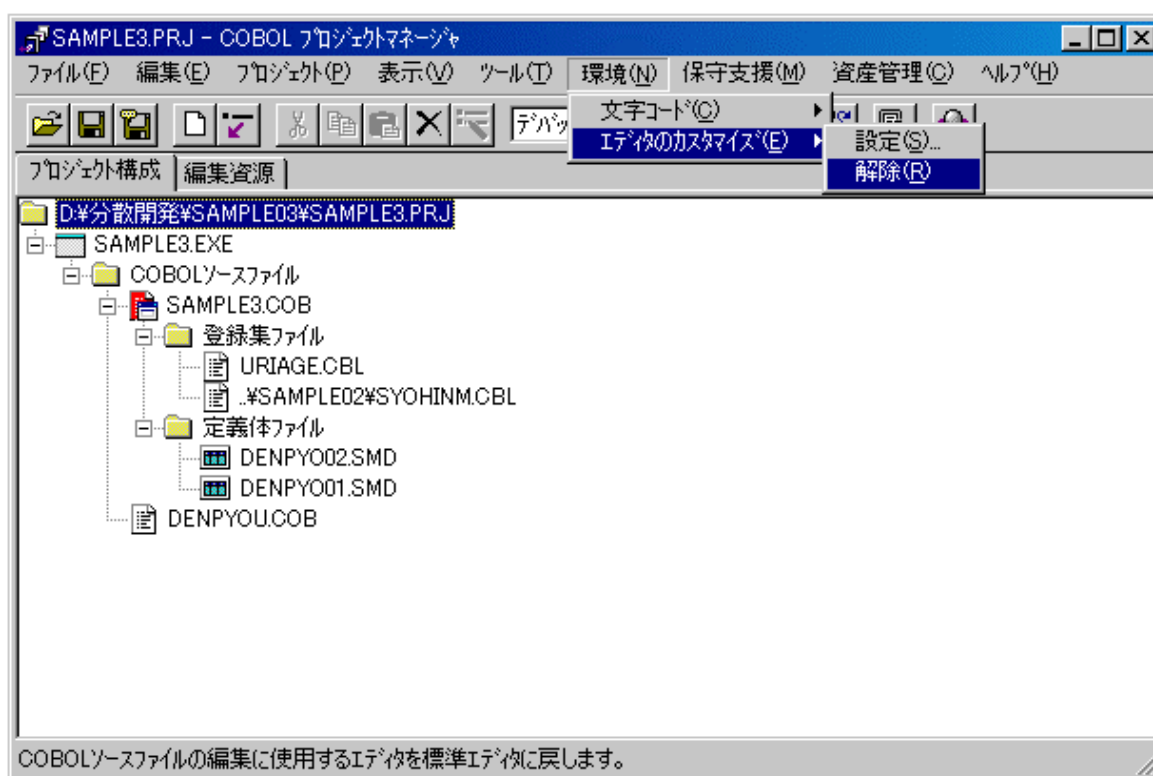 SAMPLE3.PRJ - COBOL ﾌﾟﾛｼﾞｪｸﾄﾏﾈｰｼﾞｬ
ﾌｧｲﾙ(F) 編集(E) ﾌﾟﾛｼﾞｪｸﾄ(P) 表示(V) ﾂｰﾙ(T) 環境(N) 保守支援(M) 資産管理(C) ﾍﾙﾌﾟ(H)
ﾃﾞﾊﾞｯ
文字ｺｰﾄﾞ(C)
ｴﾃﾞｨﾀのｶｽﾀﾏｲｽﾞ(E)
設定(S)...
解除(R)
ﾌﾟﾛｼﾞｪｸﾄ構成 編集資源
D:¥分散開発¥SAMPLE03¥SAMPLE3.PRJ
SAMPLE3.EXE
COBOLｿｰｽﾌｧｲﾙ
SAMPLE3.COB
登録集ﾌｧｲﾙ
URIAGE.CBL
..¥SAMPLE02¥SYOHINM.CBL
定義体ﾌｧｲﾙ
DENPYO02.SMD
DENPYO01.SMD
DENPYOU.COB
COBOLｿｰｽﾌｧｲﾙの編集に使用するｴﾃﾞｨﾀを標準ｴﾃﾞｨﾀに戻します。